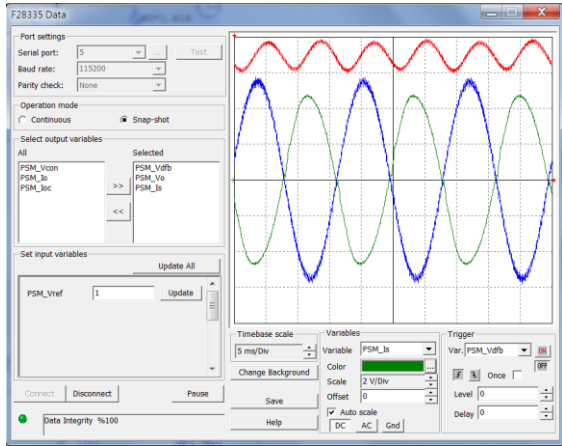 F28335 Data
Port settings
Serial port: 5 ... Test
Baud rate: 115200
Parity check: None
Operation mode
Continuous Snap-shot
Select output variables
All Selected
PSM_Vcon PSM_Vdfb
PSM_Io PSM_Vo
PSM_Ioc PSM_Is
>>
<<
Set input variables
Update All
PSM_Vref 1 Update
Connect Disconnect Pause
Data Integrity %100
Timebase scale
5 ms/Div
Change Background
Save
Help
Variables
Variable PSM_Is
Color ...
Scale 2 V/Div
Offset 0
Auto scale
DC AC Gnd
Trigger
Var. PSM_Vdfb ON
OFF
Once
Level 0
Delay 0